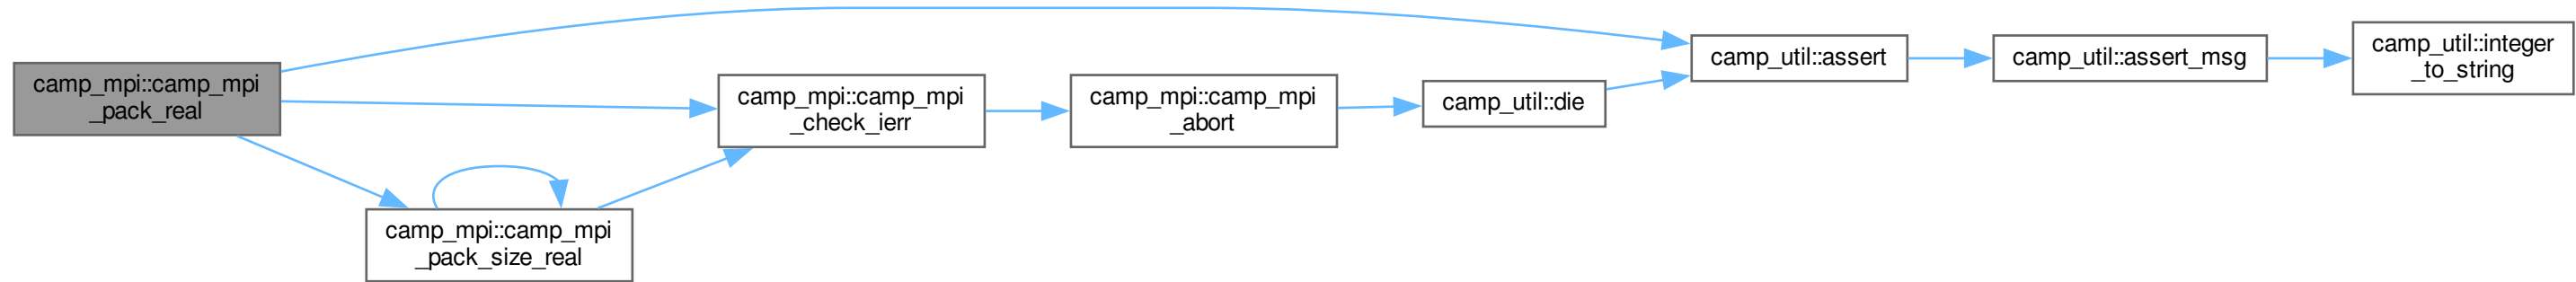 camp_mpi::camp_mpi
_pack_real
camp_mpi::camp_mpi
_check_ierr
camp_mpi::camp_mpi
_pack_size_real
camp_mpi::camp_mpi
_abort
camp_util::die
camp_util::assert
camp_util::assert_msg
camp_util::integer
_to_string